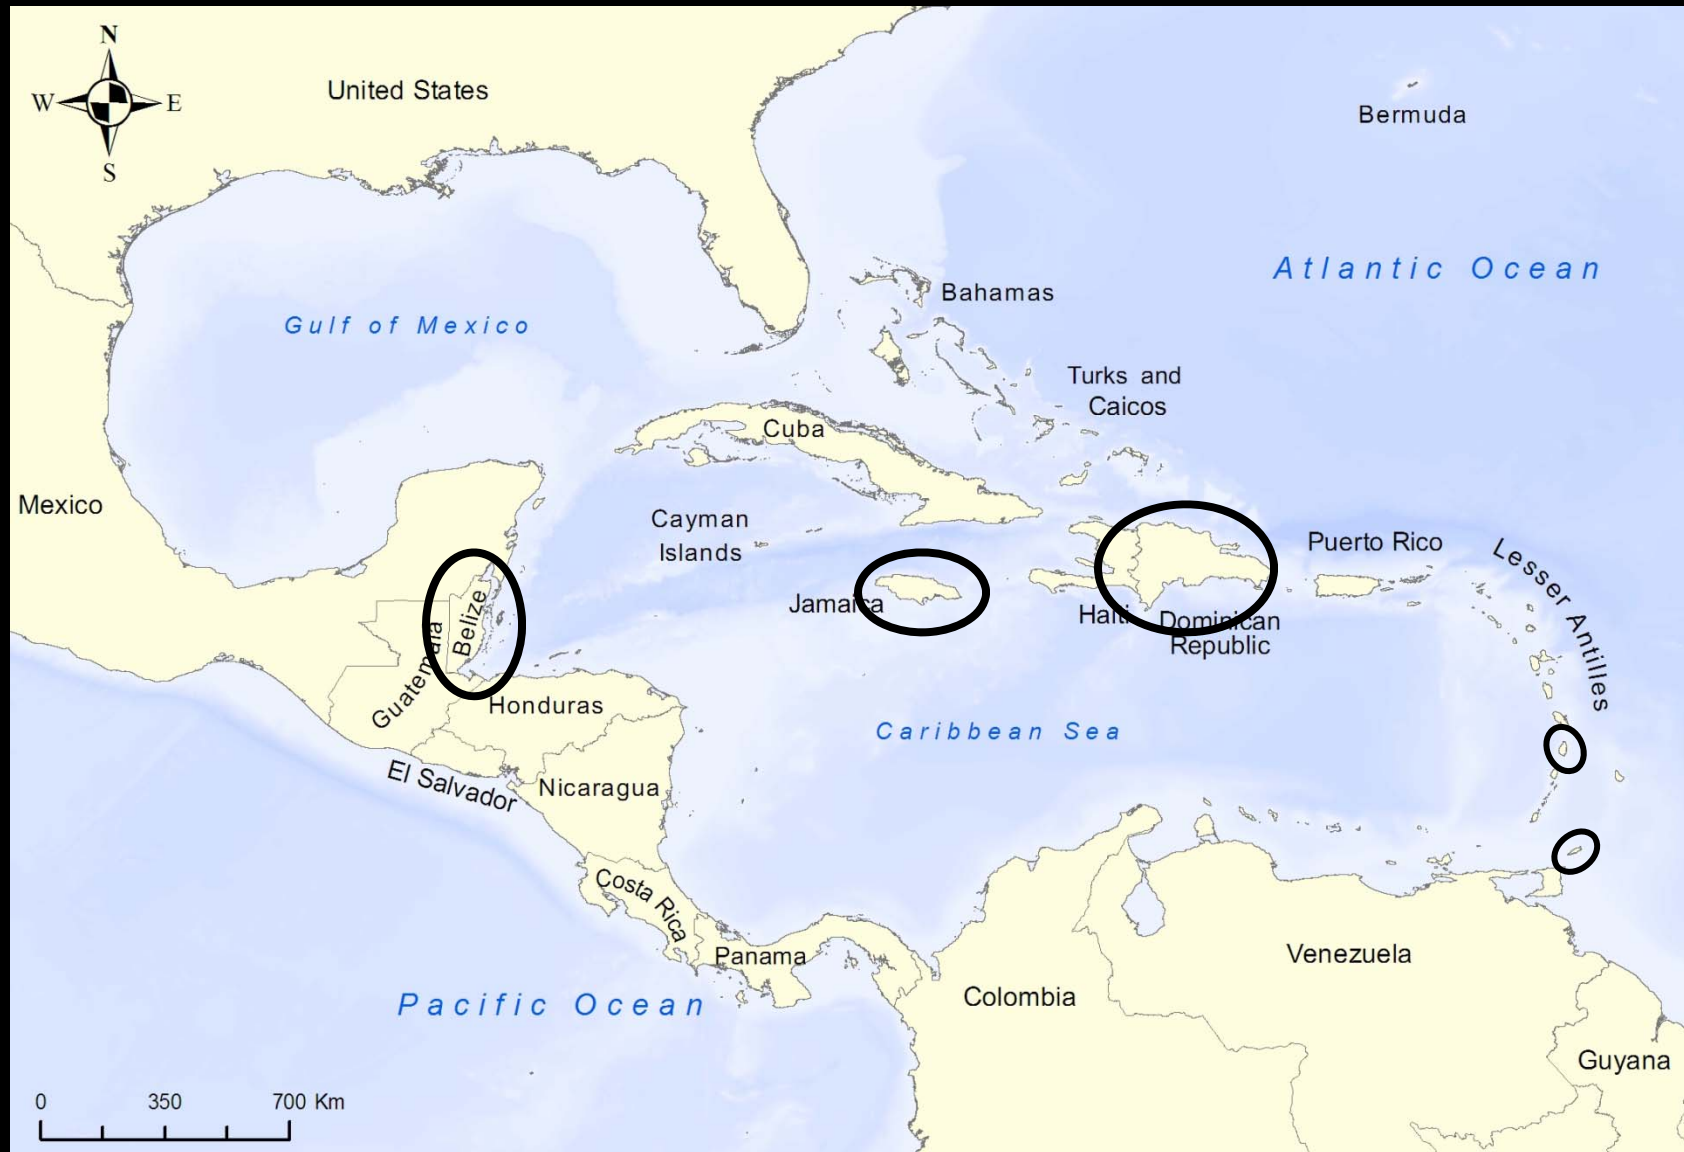 N
W
E
S
United States
Bermuda
Atlantic Ocean
Bahamas
Gulf of Mexico
Turks and
Caicos
Cuba
Mexico
Cayman
Islands
Puerto Rico
Lesser Antilles
Jamaica
Haiti
Dominican
Republic
Belize
Guatemala
Honduras
Caribbean Sea
El Salvador
Nicaragua
Costa Rica
Panama
Venezuela
Colombia
Pacific Ocean
Guyana
0 350 700 Km